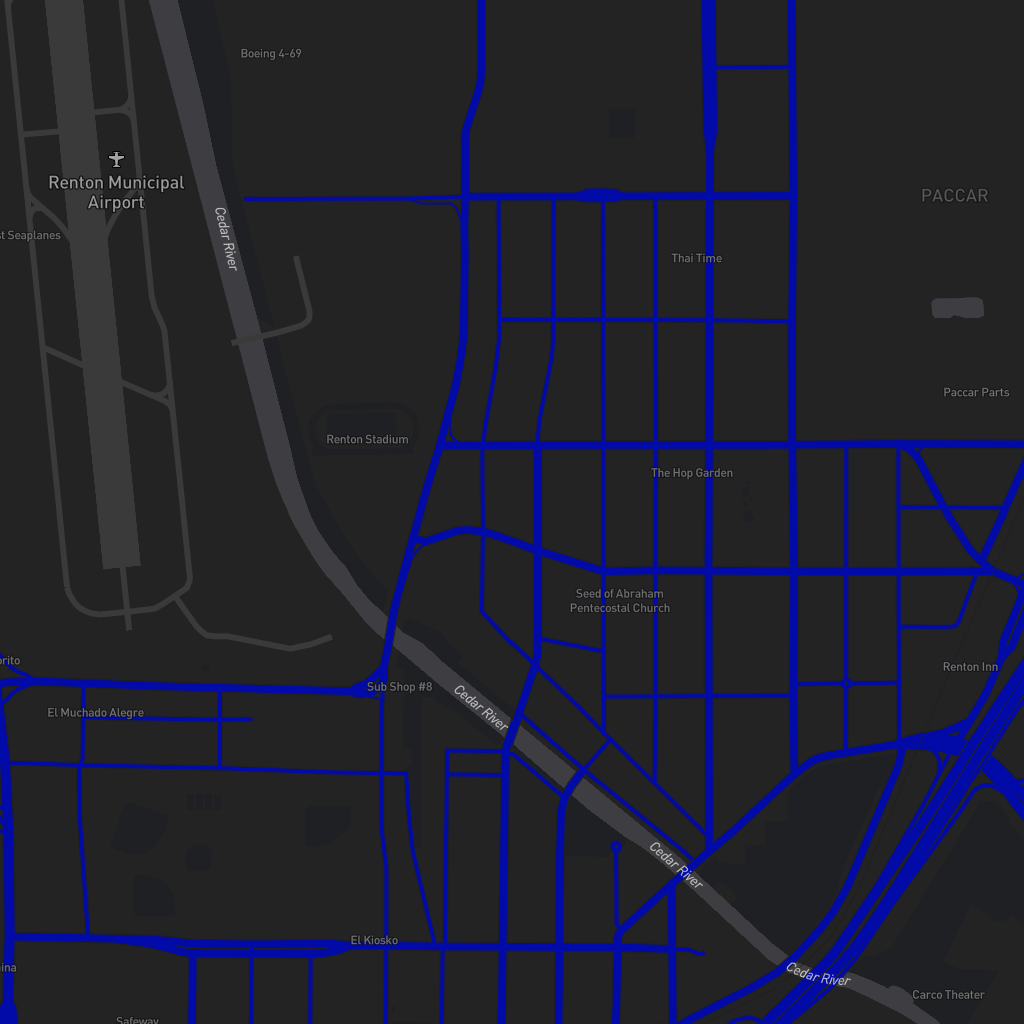 Boeing 4-69
Renton Municipal
Airport
PACCAR
Cedar River
t Seaplanes
Thai Time
Paccar Parts
Renton Stadium
The Hop Garden
Seed of Abraham
Pentecostal Church
orito
Renton Inn
Sub Shop #8
El Muchado Alegre
Cedar River
Cedar River
El Kiosko
ina
Cedar River
Carco Theater
Safeway